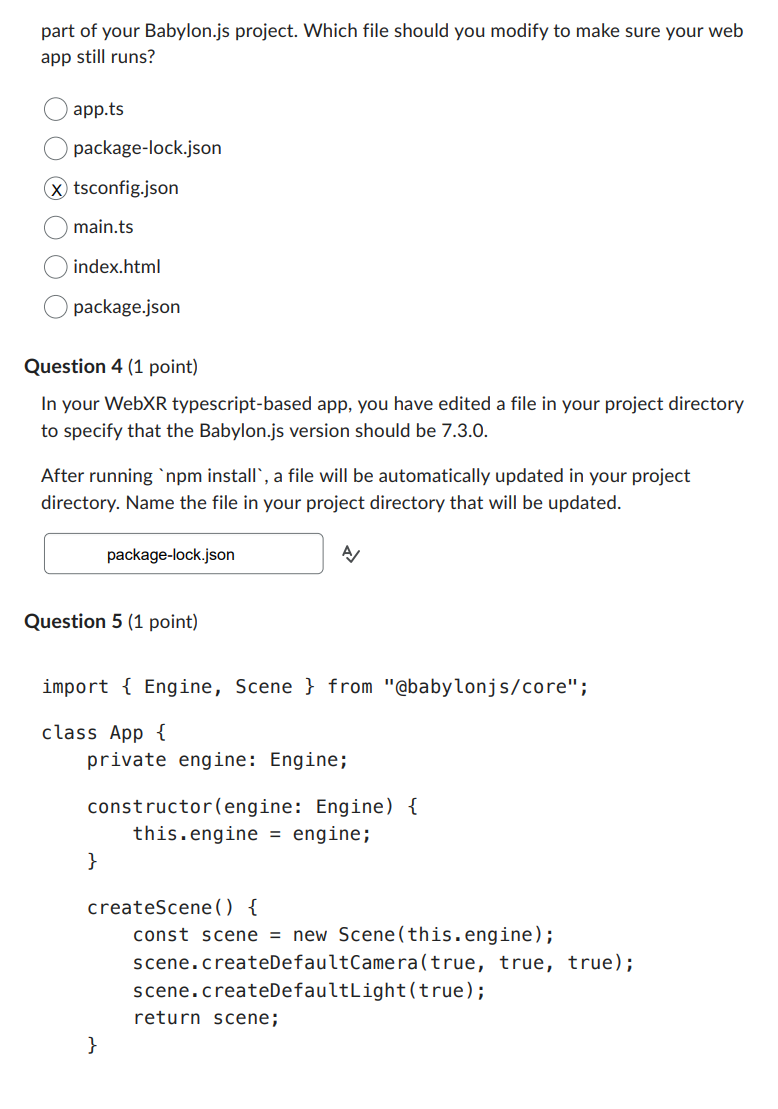 part of your Babylon.js project. Which file should you modify to make sure your web
app still runs?
app.ts
package-lock.json
x tsconfig.json
main.ts
index.html
package.json
Question 4 (1 point)
In your WebXR typescript-based app, you have edited a file in your project directory
to specify that the Babylon.js version should be 7.3.0.
After running `npm install`, a file will be automatically updated in your project
directory. Name the file in your project directory that will be updated.
package-lock.json
Question 5 (1 point)
import { Engine, Scene } from "@babylonjs/core";
class App {
    private engine: Engine;
    constructor(engine: Engine) {
        this.engine = engine;
    }
    createScene() {
        const scene = new Scene(this.engine);
        scene.createDefaultCamera(true, true, true);
        scene.createDefaultLight(true);
        return scene;
    }